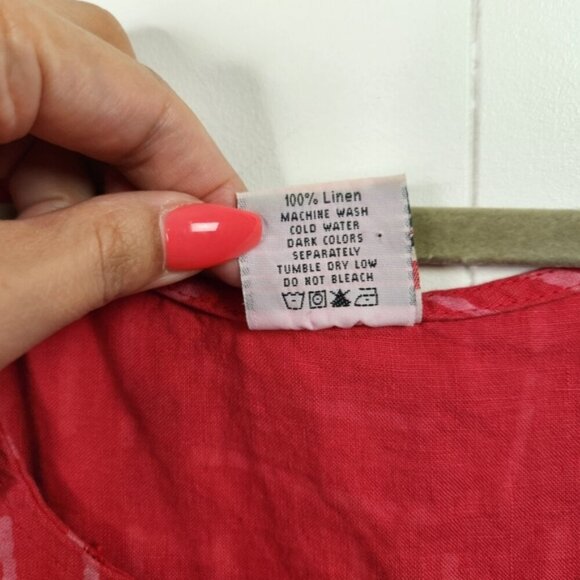 100% Linen
MACHINE WASH
COLD WATER
DARK COLORS
SEPARATELY
TUMBLE DRY LOW
DO NOT BLEACH